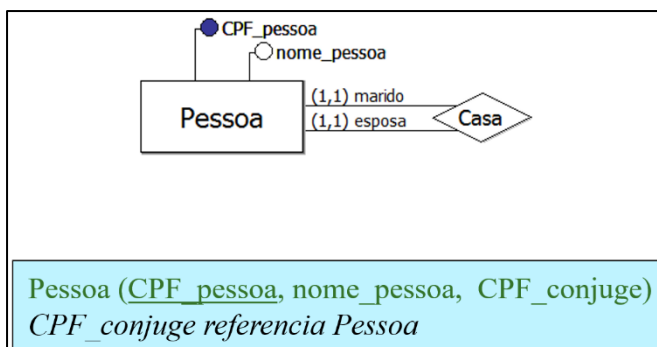 CPF_pessoa
nome_pessoa
Pessoa
(1,1) marido
(1,1) esposa
Casa
Pessoa (CPF_pessoa, nome_pessoa, CPF_conjuge)
CPF_conjuge referencia Pessoa